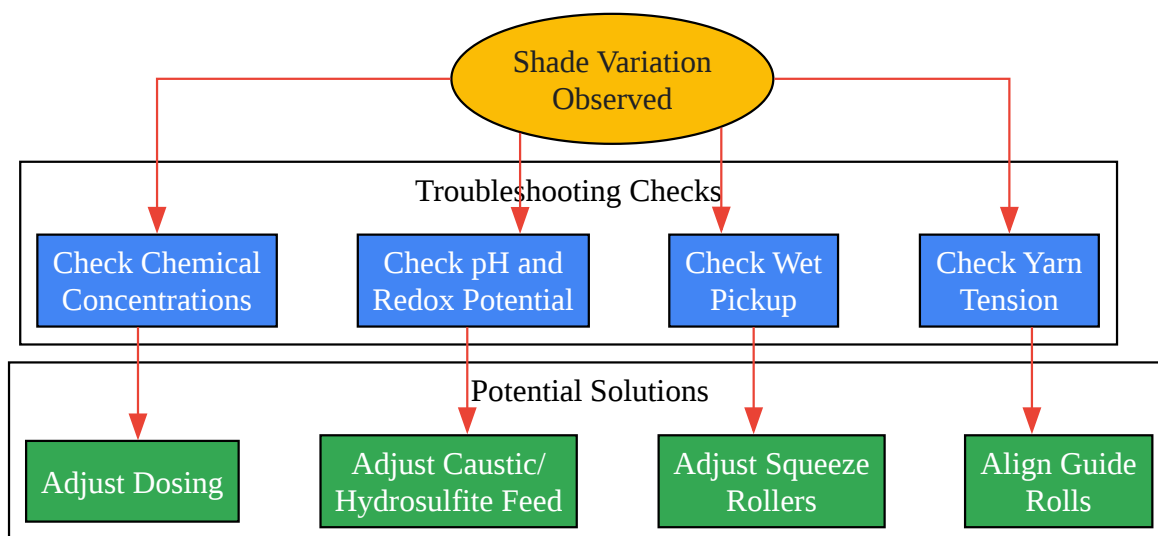 Shade Variation
Observed
Troubleshooting Checks
Check Chemical
Concentrations
Check pH and
Redox Potential
Check Wet
Pickup
Check Yarn
Tension
Potential Solutions
Adjust Dosing
Adjust Caustic/
Hydrosulfite Feed
Adjust Squeeze
Rollers
Align Guide
Rolls